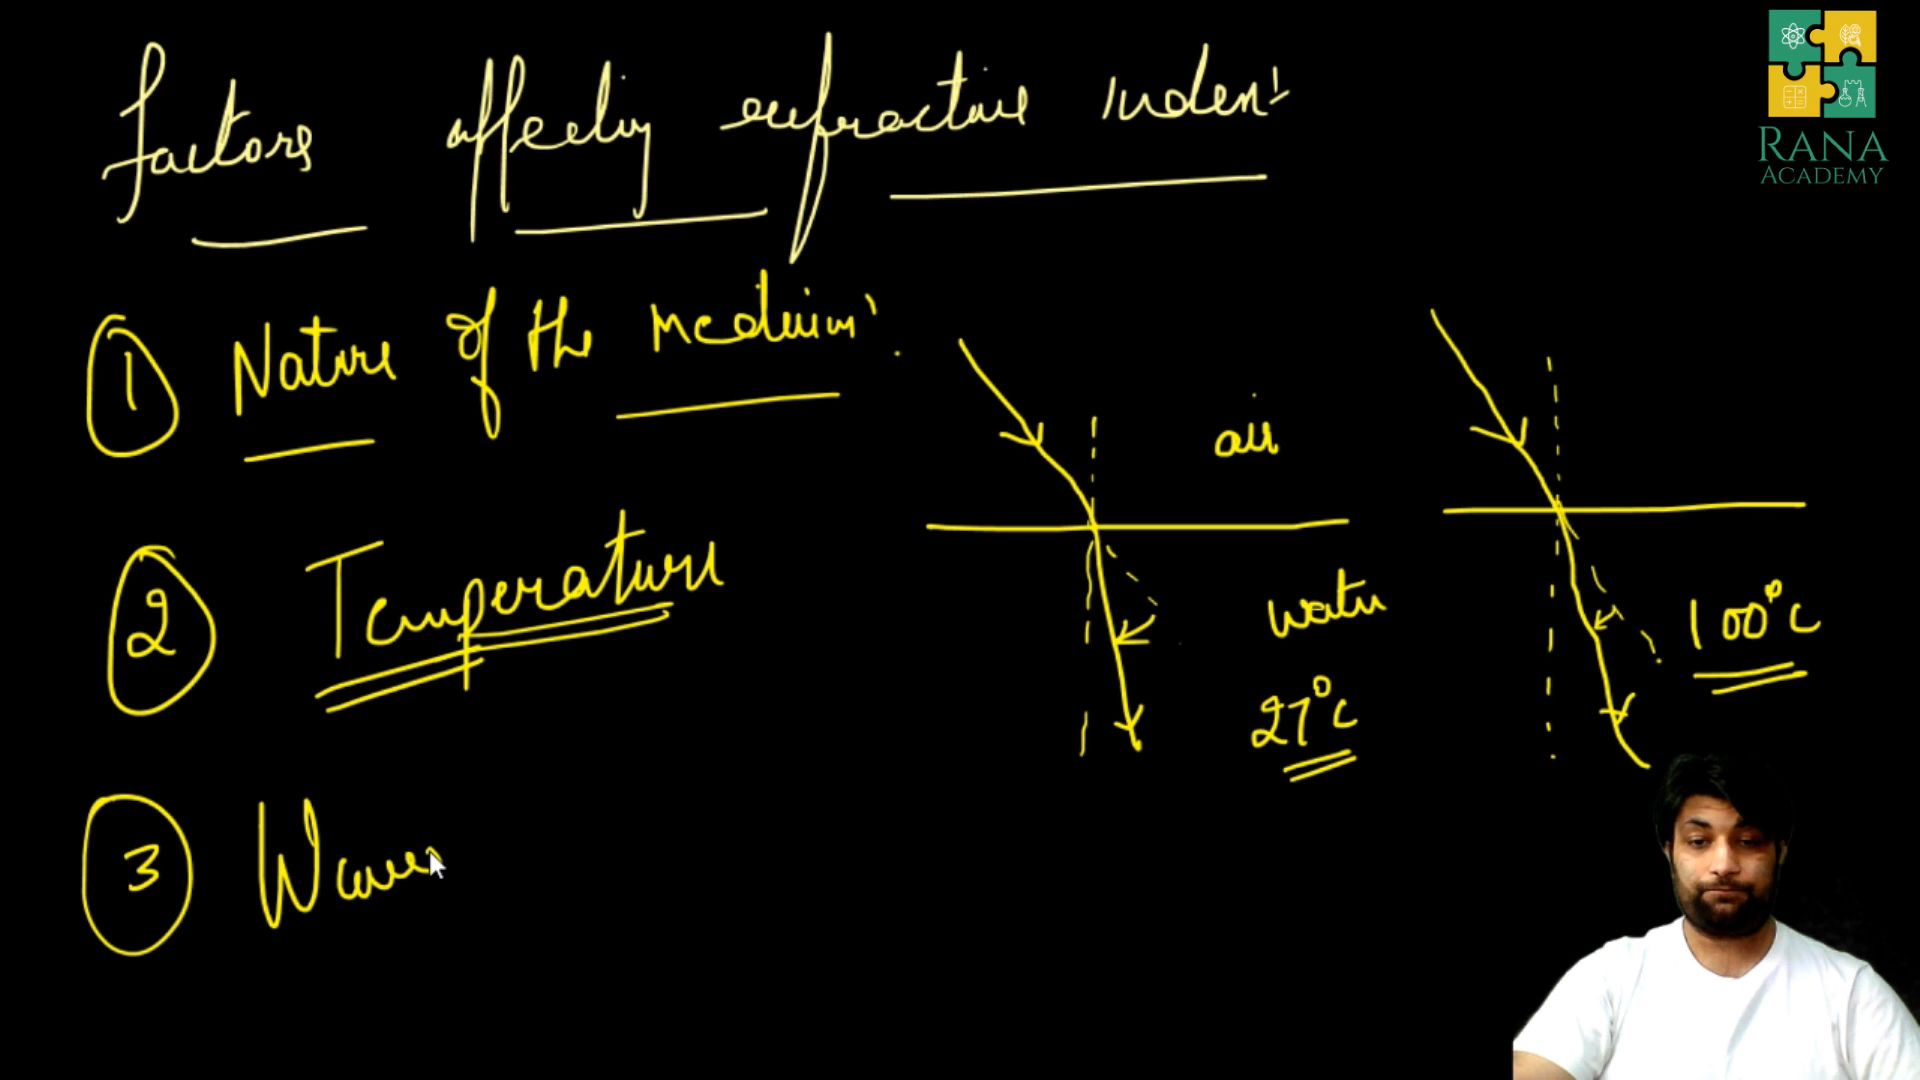 Factors affecting refractive index:
① Nature of the medium:
air
② Temperature
water
27°C
100°C
③ Wave
RANA
ACADEMY